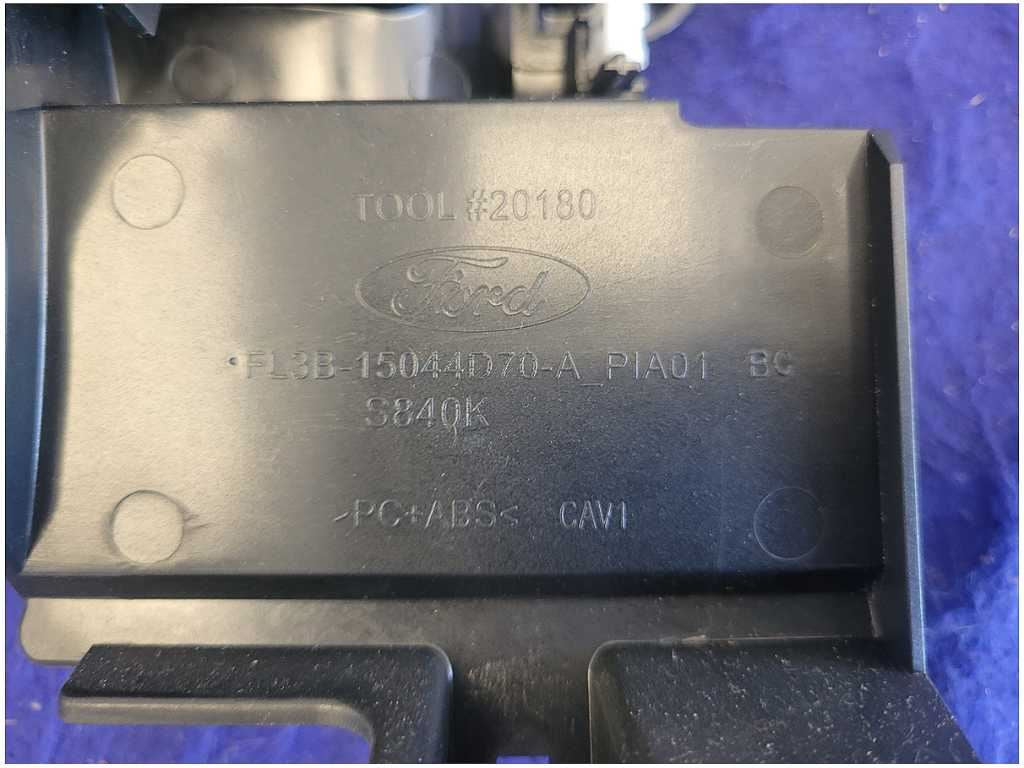 TOOL #20180
Ford
FL3B-15044D70-A_PIA01 BC
S840K
>PC+ABS< CAV1